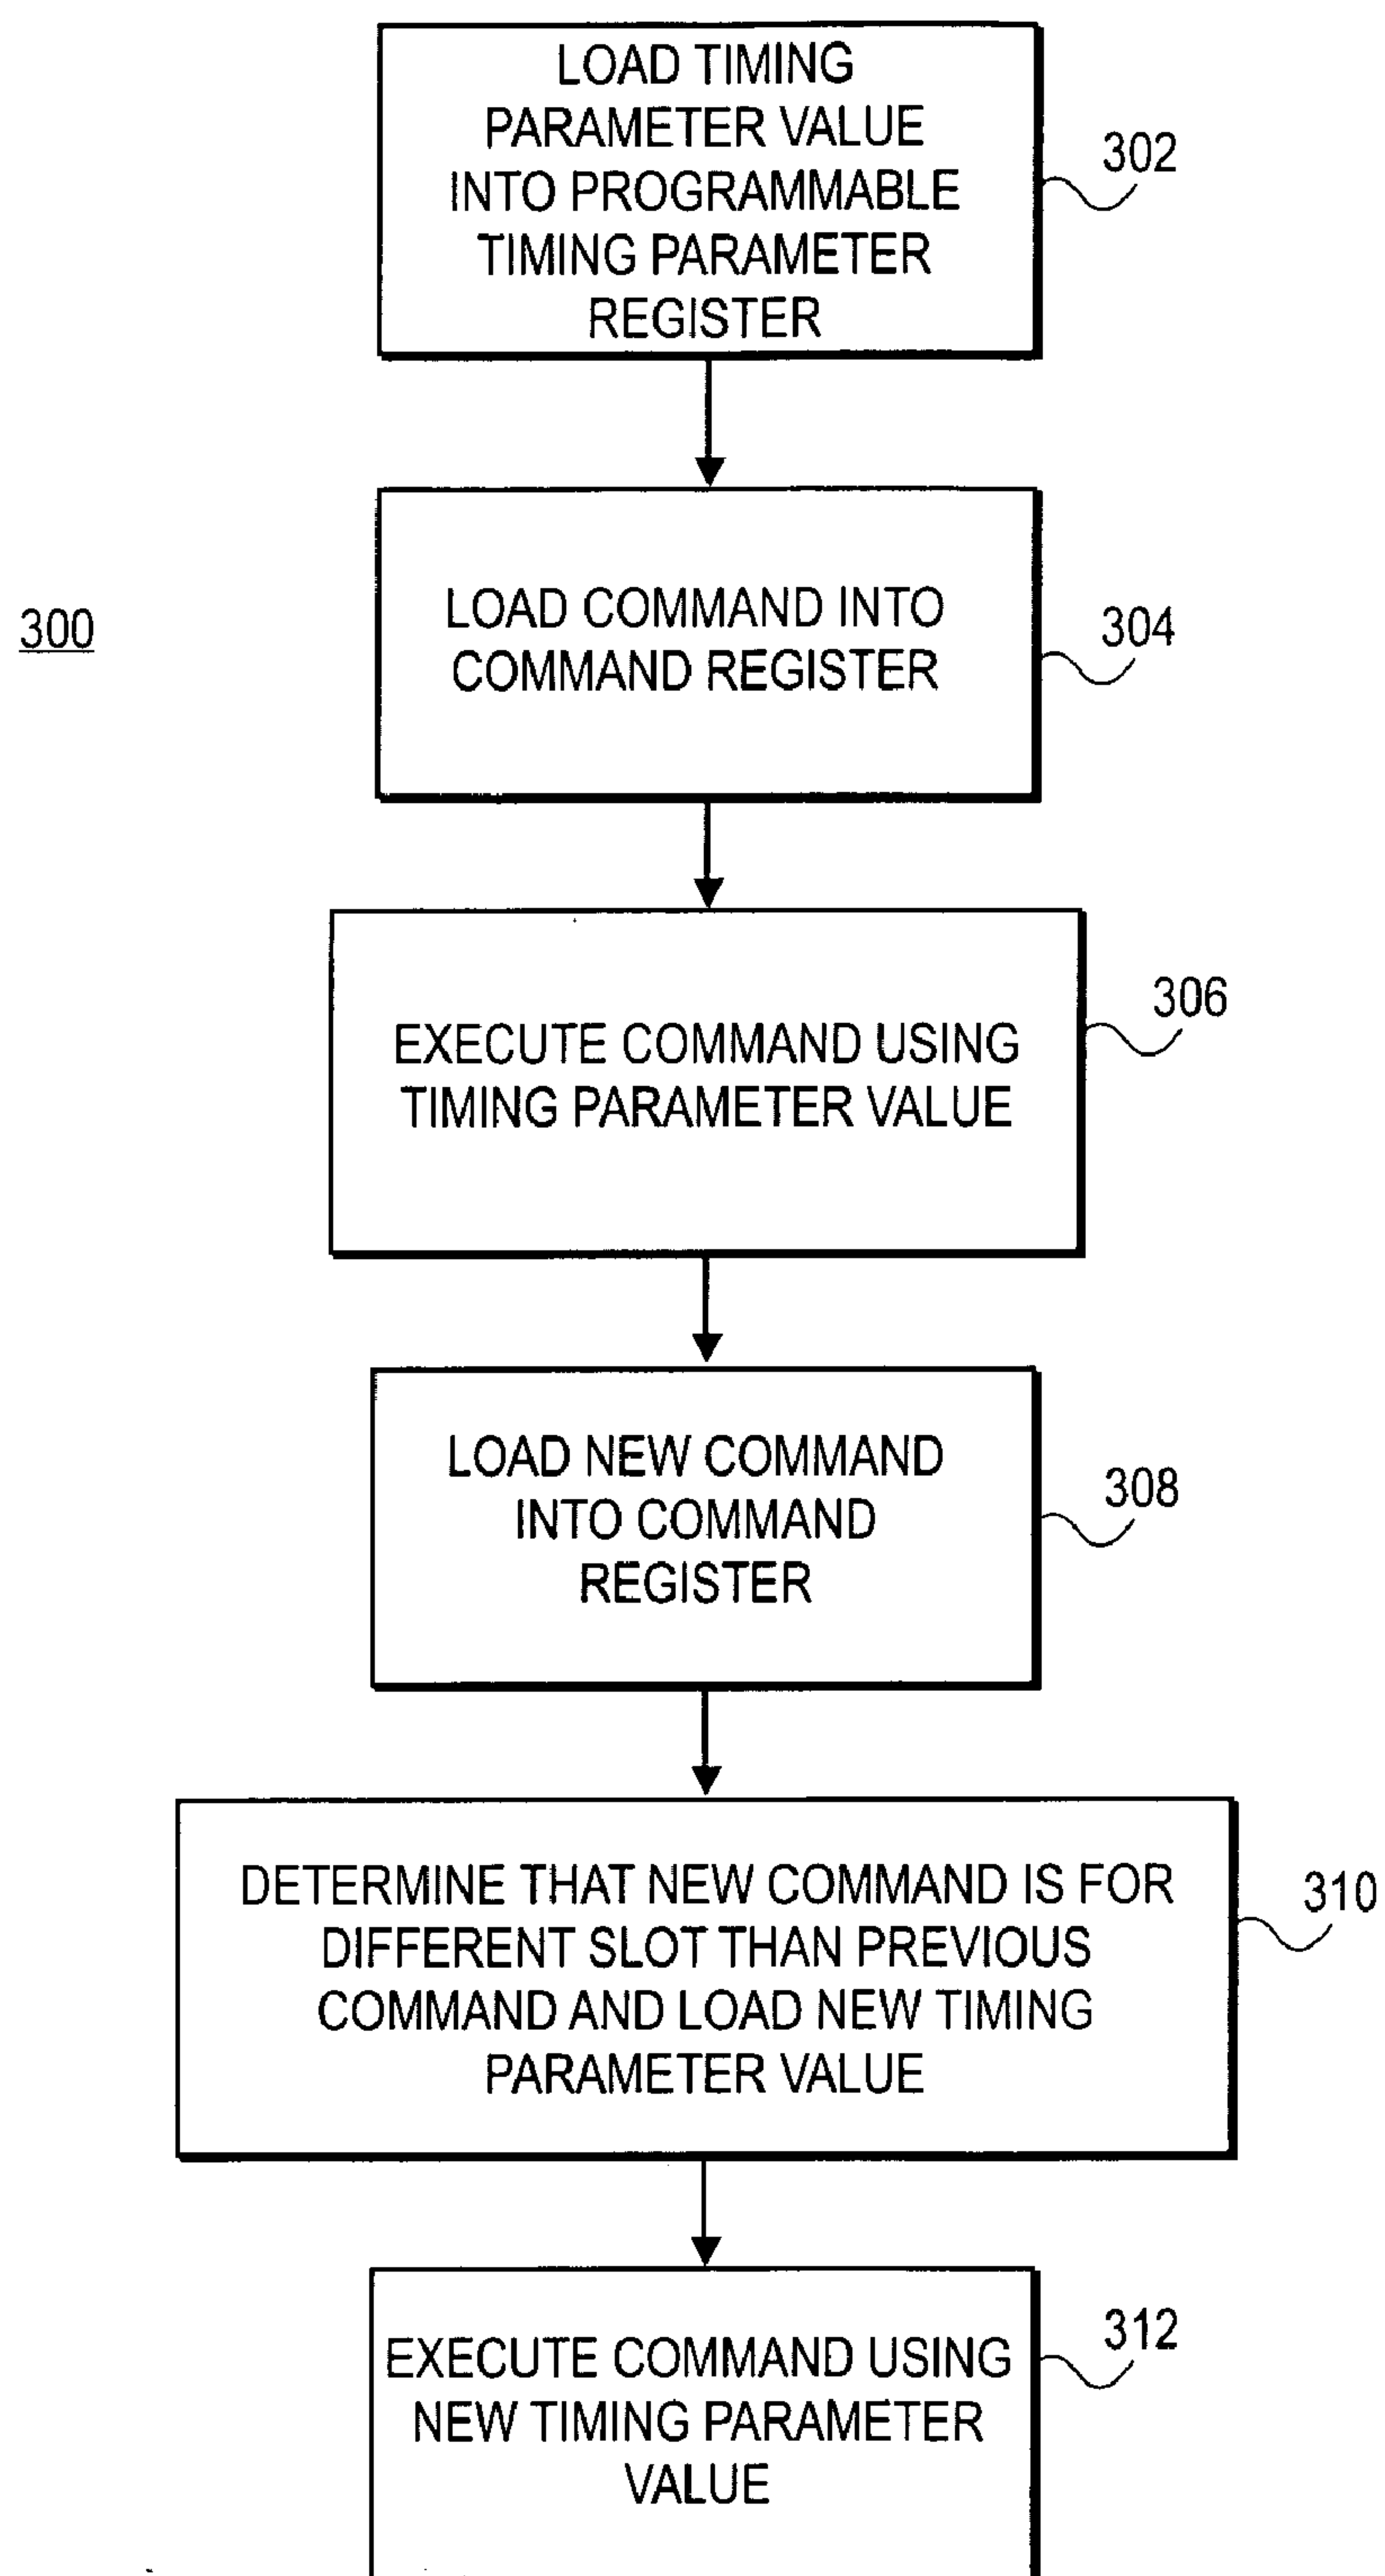 LOAD TIMING
PARAMETER VALUE
INTO PROGRAMMABLE
TIMING PARAMETER
REGISTER
302
300
LOAD COMMAND INTO
COMMAND REGISTER
304
EXECUTE COMMAND USING
TIMING PARAMETER VALUE
306
LOAD NEW COMMAND
INTO COMMAND
REGISTER
308
DETERMINE THAT NEW COMMAND IS FOR
DIFFERENT SLOT THAN PREVIOUS
COMMAND AND LOAD NEW TIMING
PARAMETER VALUE
310
EXECUTE COMMAND USING
NEW TIMING PARAMETER
VALUE
312